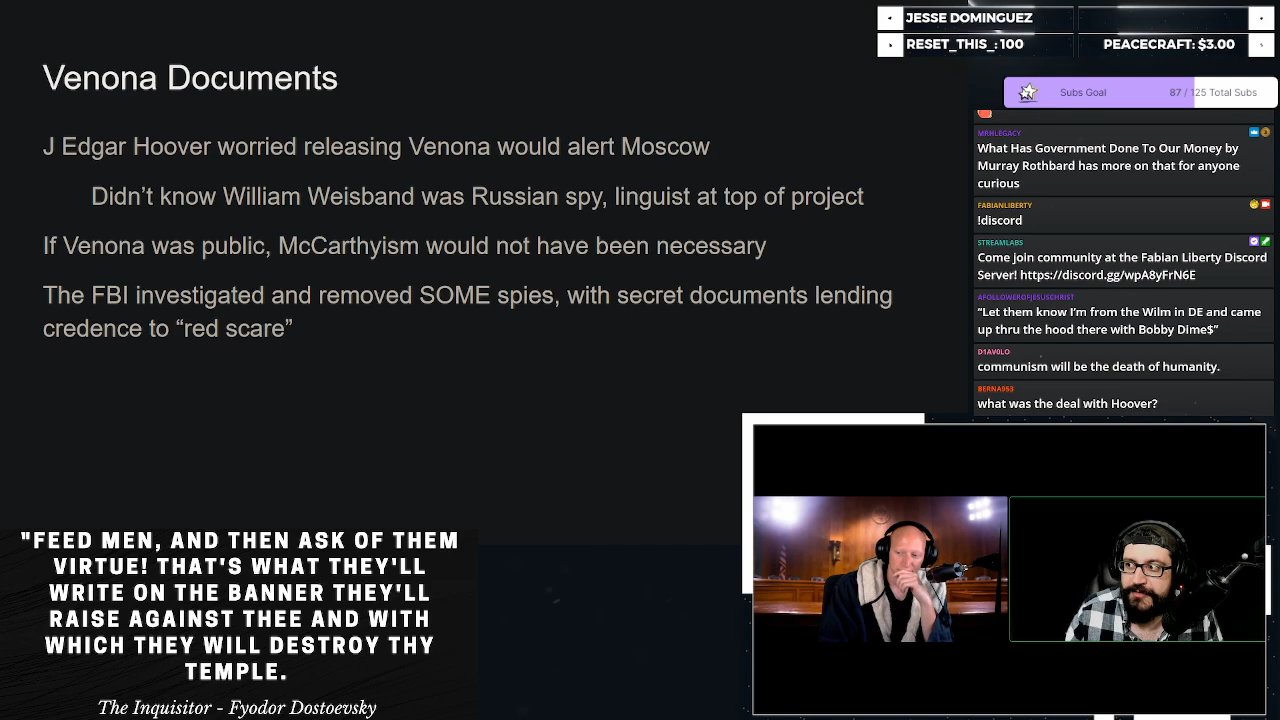 JESSE DOMINGUEZ
RESET_THIS_: 100
PEACECRAFT: $3.00
Subs Goal
87 / 125 Total Subs
Venona Documents
J Edgar Hoover worried releasing Venona would alert Moscow
Didn’t know William Weisband was Russian spy, linguist at top of project
If Venona was public, McCarthyism would not have been necessary
The FBI investigated and removed SOME spies, with secret documents lending
credence to “red scare”
MRHLEGACY
What Has Government Done To Our Money by
Murray Rothbard has more on that for anyone
curious
FABIANLIBERTY
!discord
STREAMLABS
Come join community at the Fabian Liberty Discord
Server! https://discord.gg/wpA8yFrN6E
AFOLLOWEROFJESUSCHRIST
“Let them know I’m from the Wilm in DE and came
up thru the hood there with Bobby Dime$”
D1AV0LO
communism will be the death of humanity.
BERNA953
what was the deal with Hoover?
"FEED MEN, AND THEN ASK OF THEM
VIRTUE! THAT'S WHAT THEY'LL
WRITE ON THE BANNER THEY'LL
RAISE AGAINST THEE AND WITH
WHICH THEY WILL DESTROY THY
TEMPLE.
The Inquisitor - Fyodor Dostoevsky